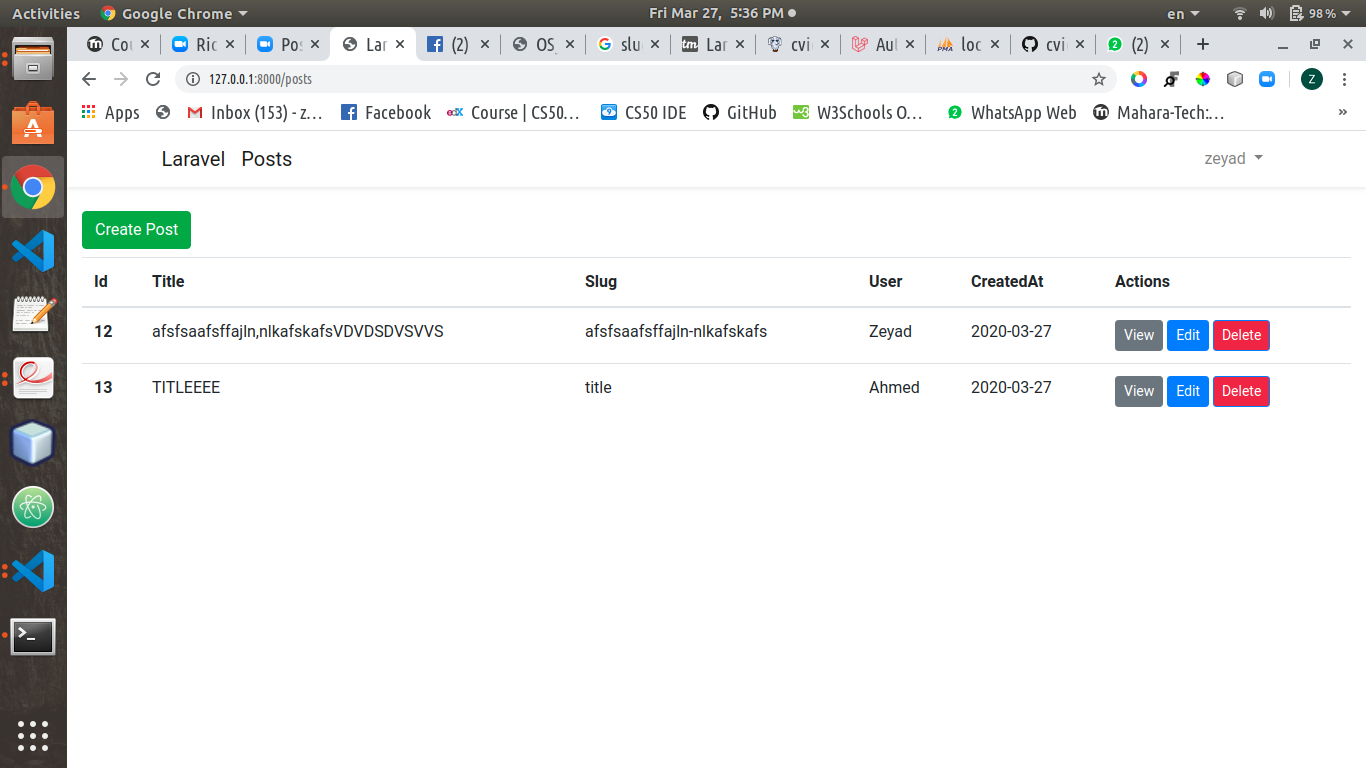 Activities Google Chrome Fri Mar 27, 5:36 PM en 98 %
Cou Ric Pos Lar (2) OS_ slu Lar cvi Aut loc cvi (2)
127.0.0.1:8000/posts Z
Apps Inbox (153) - z... Facebook Course | CS50... CS50 IDE GitHub W3Schools O... WhatsApp Web Mahara-Tech:... »
Laravel Posts zeyad
Create Post
Id Title Slug User CreatedAt Actions
12 afsfsaafsffajln,nlkafskafsVDVDSDVSVVS afsfsaafsffajln-nlkafskafs Zeyad 2020-03-27 View Edit Delete
13 TITLEEEE title Ahmed 2020-03-27 View Edit Delete